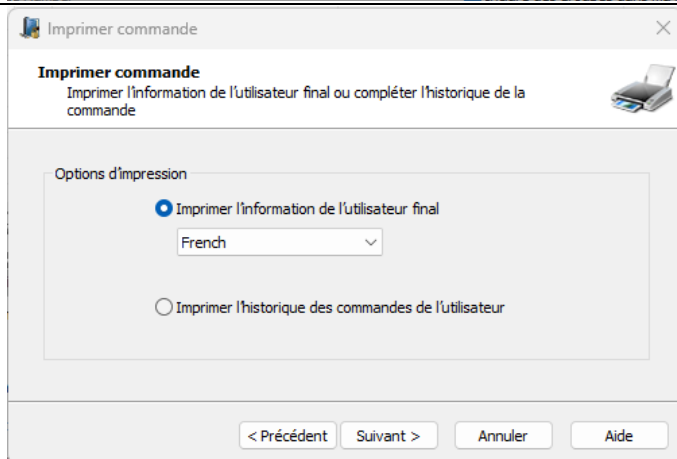 Imprimer commande
Imprimer commande
Imprimer l'information de l'utilisateur final ou compléter l'historique de la
commande
Options d'impression
Imprimer l'information de l'utilisateur final
French
Imprimer l'historique des commandes de l'utilisateur
< Précédent Suivant > Annuler Aide